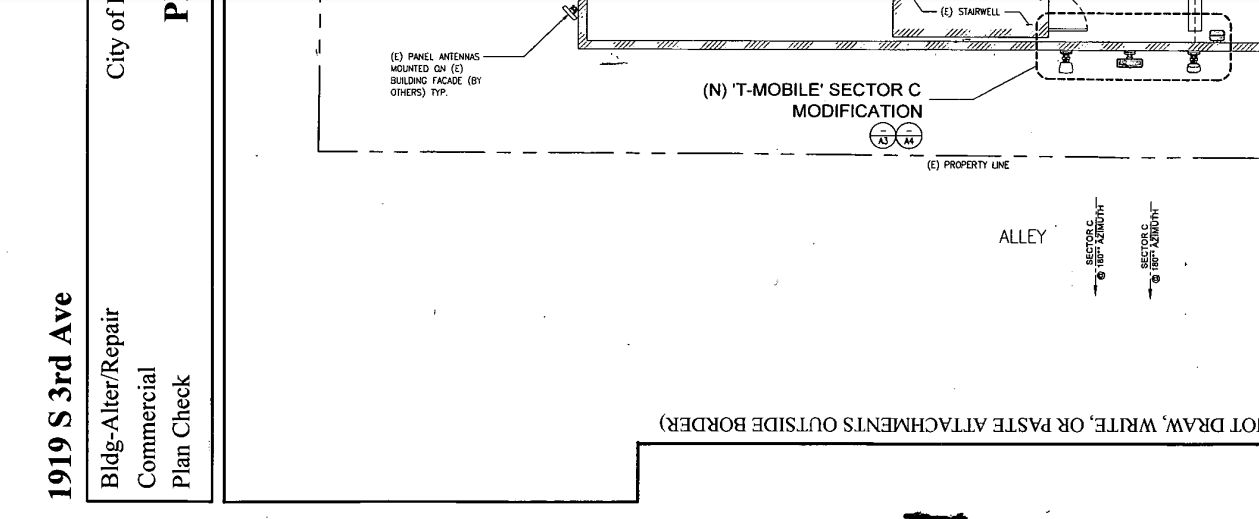 1919 S 3rd Ave
Bldg-Alter/Repair
Commercial
Plan Check
City of
(E) PANEL ANTENNAS
MOUNTED ON (E)
BUILDING FACADE (BY
OTHERS) TYP.
(E) STAIRWELL
(N) 'T-MOBILE' SECTOR C
MODIFICATION
A3 A4
(E) PROPERTY LINE
ALLEY
SECTOR C
@ 180° AZIMUTH
SECTOR C
@ 180° AZIMUTH
DRAW, WRITE, OR PASTE ATTACHMENTS OUTSIDE BORDER)